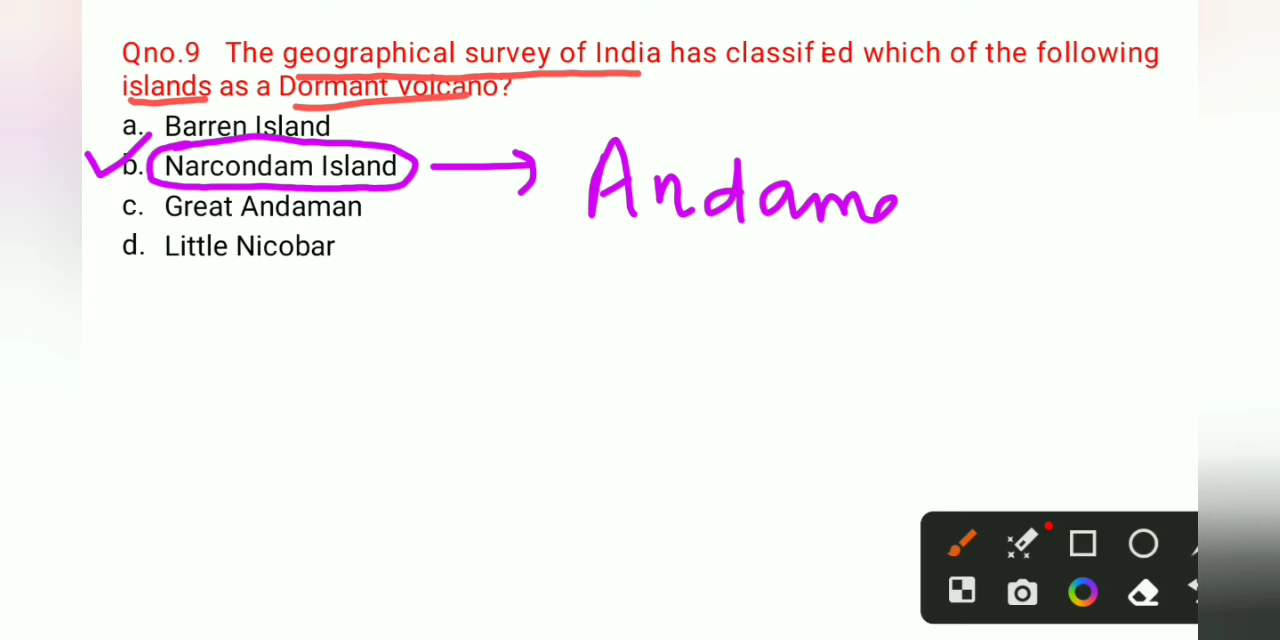 Qno.9 The geographical survey of India has classified which of the following
islands as a Dormant Volcano?
a. Barren Island
b. Narcondam Island
c. Great Andaman
d. Little Nicobar
Andama